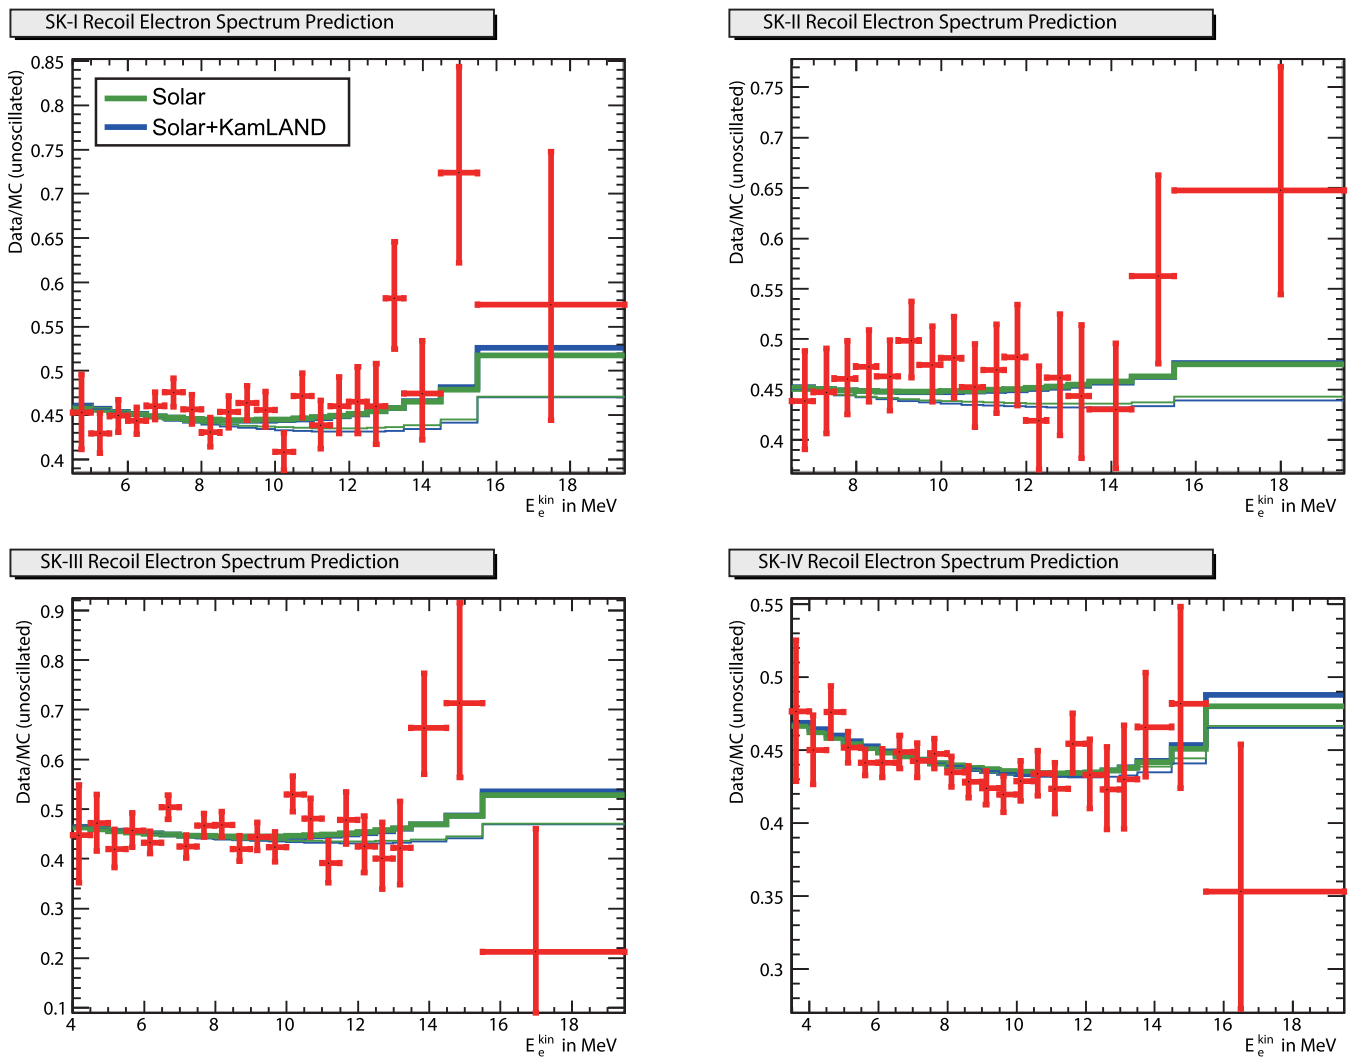 SK-I Recoil Electron Spectrum Prediction
Data/MC (unoscillated)
0.85
0.8
0.75
0.7
0.65
0.6
0.55
0.5
0.45
0.4
Solar
Solar+KamLAND
6 8 10 12 14 16 18
E_e^kin in MeV
SK-II Recoil Electron Spectrum Prediction
Data/MC (unoscillated)
0.75
0.7
0.65
0.6
0.55
0.5
0.45
0.4
8 10 12 14 16 18
E_e^kin in MeV
SK-III Recoil Electron Spectrum Prediction
Data/MC (unoscillated)
0.9
0.8
0.7
0.6
0.5
0.4
0.3
0.2
0.1
4 6 8 10 12 14 16 18
E_e^kin in MeV
SK-IV Recoil Electron Spectrum Prediction
Data/MC (unoscillated)
0.55
0.5
0.45
0.4
0.35
0.3
4 6 8 10 12 14 16 18
E_e^kin in MeV